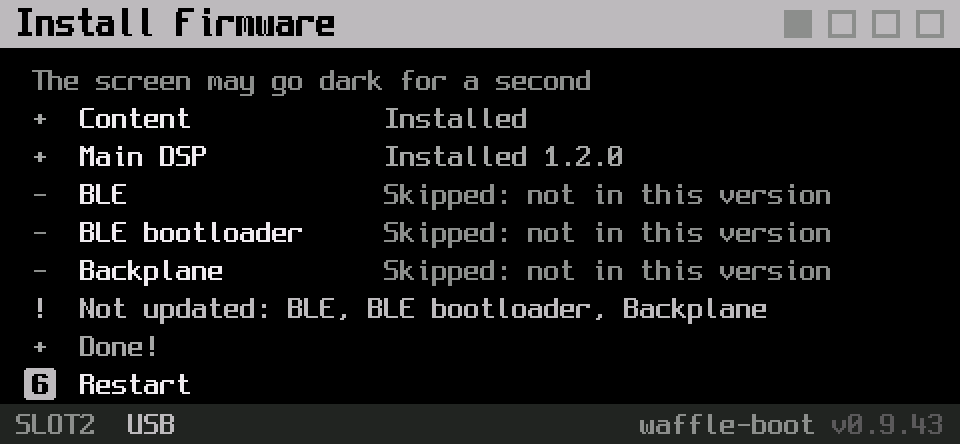 Install Firmware
The screen may go dark for a second
+ Content Installed
+ Main DSP Installed 1.2.0
- BLE Skipped: not in this version
- BLE bootloader Skipped: not in this version
- Backplane Skipped: not in this version
! Not updated: BLE, BLE bootloader, Backplane
+ Done!
6 Restart
SLOT2 USB waffle-boot v0.9.43